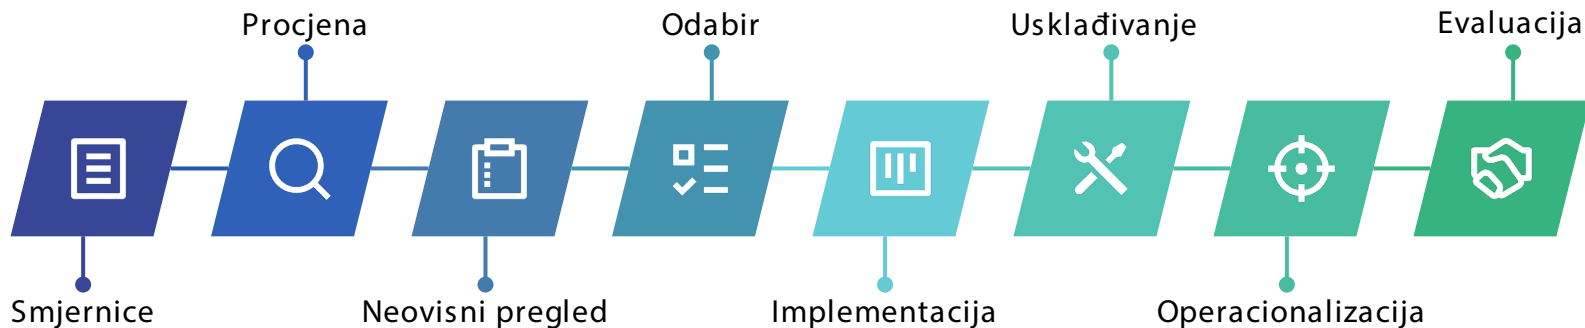 Procjena
Odabir
Usklađivanje
Evaluacija
Smjernice
Neovisni pregled
Implementacija
Operacionalizacija